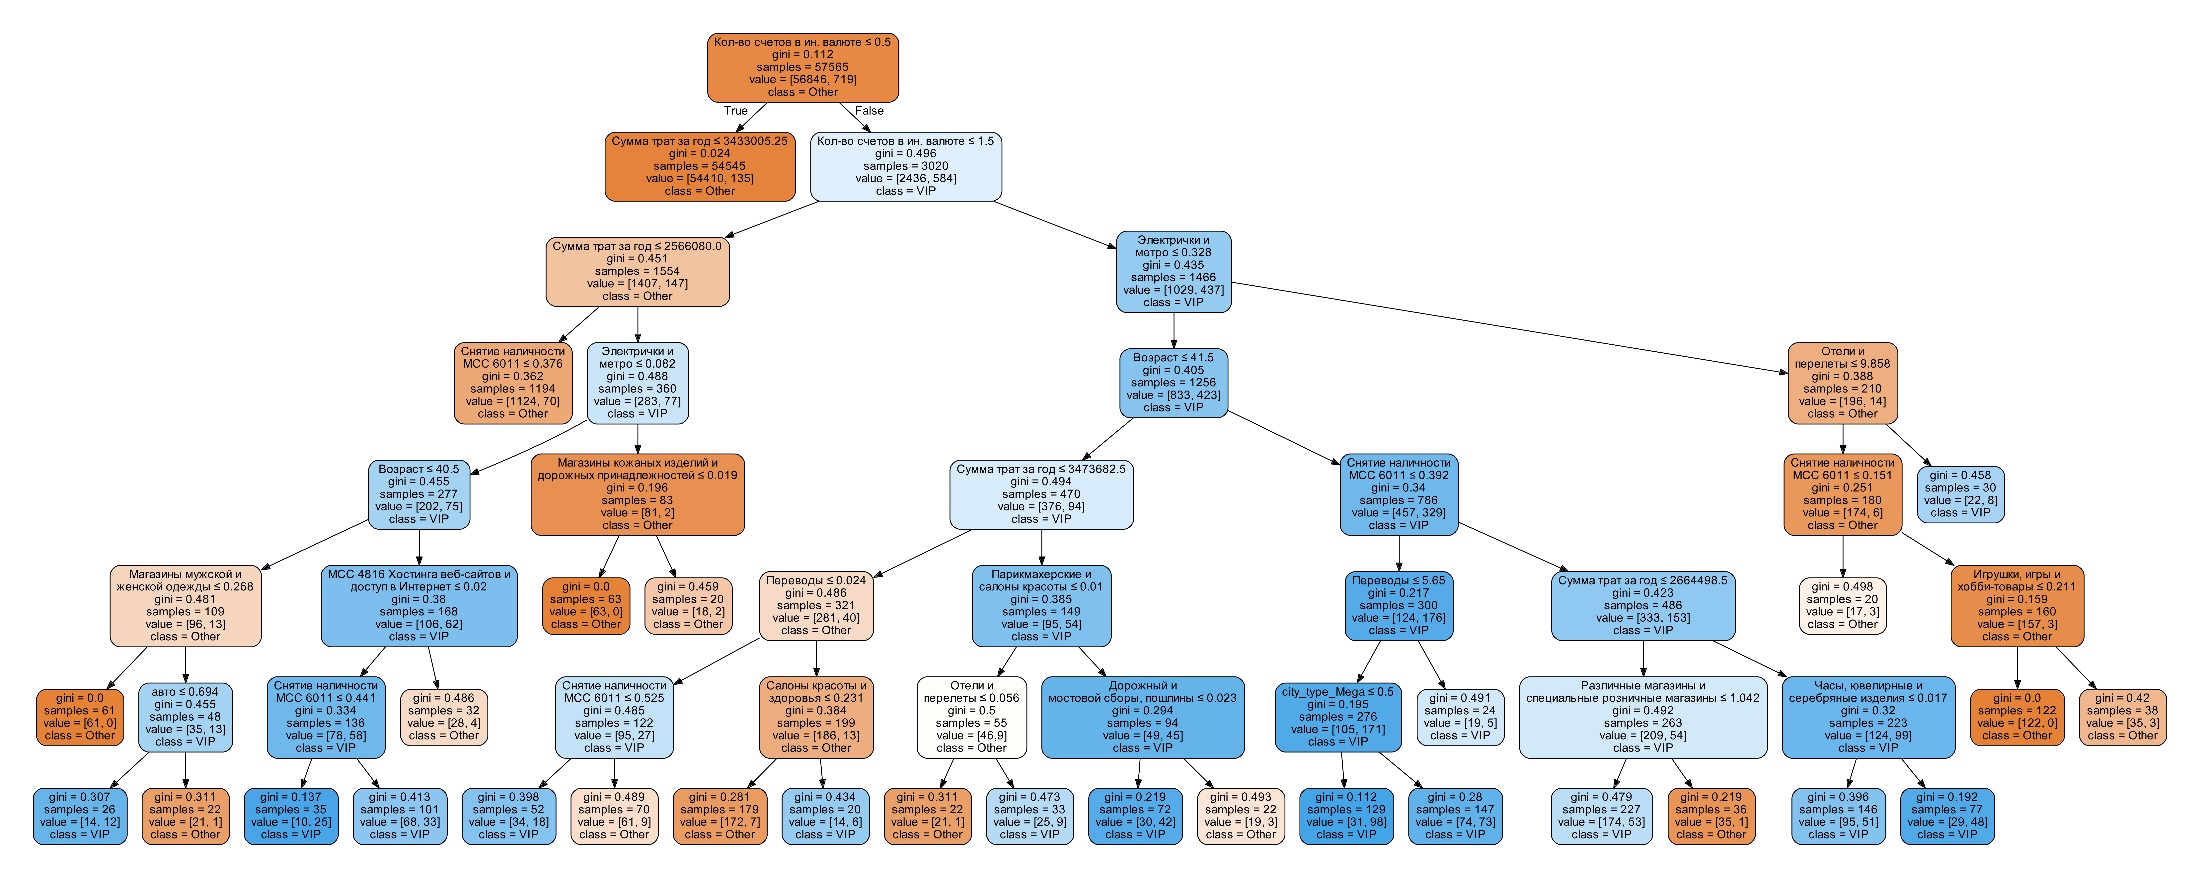 Кол-во счетов в ин. валюте ≤ 0.5
gini = 0.112
samples = 57565
value = [56846, 719]
class = Other
True
False
Сумма трат за год ≤ 3433005.25
gini = 0.024
samples = 54545
value = [54410, 135]
class = Other
Кол-во счетов в ин. валюте ≤ 1.5
gini = 0.496
samples = 3020
value = [2436, 584]
class = VIP
Сумма трат за год ≤ 2566080.0
gini = 0.451
samples = 1554
value = [1407, 147]
class = Other
Электрички и
метро ≤ 0.328
gini = 0.435
samples = 1466
value = [1029, 437]
class = VIP
Снятие наличности
MCC 6011 ≤ 0.376
gini = 0.362
samples = 1194
value = [1124, 70]
class = Other
Электрички и
метро ≤ 0.082
gini = 0.488
samples = 360
value = [283, 77]
class = VIP
Возраст ≤ 41.5
gini = 0.405
samples = 1256
value = [833, 423]
class = VIP
Отели и
перелеты ≤ 9.858
gini = 0.388
samples = 210
value = [196, 14]
class = Other
Возраст ≤ 40.5
gini = 0.455
samples = 277
value = [202, 75]
class = VIP
Магазины кожаных изделий и
дорожных принадлежностей ≤ 0.019
gini = 0.196
samples = 83
value = [81, 2]
class = Other
Сумма трат за год ≤ 3473682.5
gini = 0.494
samples = 470
value = [376, 94]
class = VIP
Снятие наличности
MCC 6011 ≤ 0.392
gini = 0.34
samples = 786
value = [457, 329]
class = VIP
Снятие наличности
MCC 6011 ≤ 0.151
gini = 0.251
samples = 180
value = [174, 6]
class = Other
gini = 0.458
samples = 30
value = [22, 8]
class = VIP
Магазины мужской и
женской одежды ≤ 0.268
gini = 0.481
samples = 109
value = [96, 13]
class = Other
MCC 4816 Хостинга веб-сайтов и
доступ в Интернет ≤ 0.02
gini = 0.38
samples = 168
value = [106, 62]
class = VIP
gini = 0.0
samples = 63
value = [63, 0]
class = Other
gini = 0.459
samples = 20
value = [18, 2]
class = Other
Переводы ≤ 0.024
gini = 0.486
samples = 321
value = [281, 40]
class = Other
Парикмахерские и
салоны красоты ≤ 0.01
gini = 0.385
samples = 149
value = [95, 54]
class = VIP
Переводы ≤ 5.65
gini = 0.217
samples = 300
value = [124, 176]
class = VIP
Сумма трат за год ≤ 2664498.5
gini = 0.423
samples = 486
value = [333, 153]
class = VIP
gini = 0.498
samples = 20
value = [17, 3]
class = Other
Игрушки, игры и
хобби-товары ≤ 0.211
gini = 0.159
samples = 160
value = [157, 3]
class = Other
gini = 0.0
samples = 61
value = [61, 0]
class = Other
авто ≤ 0.694
gini = 0.455
samples = 48
value = [35, 13]
class = VIP
Снятие наличности
MCC 6011 ≤ 0.441
gini = 0.334
samples = 136
value = [78, 58]
class = VIP
gini = 0.486
samples = 32
value = [28, 4]
class = Other
Снятие наличности
MCC 6011 ≤ 0.525
gini = 0.485
samples = 122
value = [95, 27]
class = VIP
Салоны красоты и
здоровья ≤ 0.231
gini = 0.384
samples = 199
value = [186, 13]
class = Other
Отели и
перелеты ≤ 0.056
gini = 0.5
samples = 55
value = [46,9]
class = Other
Дорожный и
мостовой сборы, пошлины ≤ 0.023
gini = 0.294
samples = 94
value = [49, 45]
class = VIP
city_type_Mega ≤ 0.5
gini = 0.195
samples = 276
value = [105, 171]
class = VIP
gini = 0.491
samples = 24
value = [19, 5]
class = VIP
Различные магазины и
специальные розничные магазины ≤ 1.042
gini = 0.492
samples = 263
value = [209, 54]
class = VIP
Часы, ювелирные и
серебряные изделия ≤ 0.017
gini = 0.32
samples = 223
value = [124, 99]
class = VIP
gini = 0.0
samples = 122
value = [122, 0]
class = Other
gini = 0.42
samples = 38
value = [35, 3]
class = Other
gini = 0.307
samples = 26
value = [14, 12]
class = VIP
gini = 0.311
samples = 22
value = [21, 1]
class = Other
gini = 0.137
samples = 35
value = [10, 25]
class = VIP
gini = 0.413
samples = 101
value = [68, 33]
class = VIP
gini = 0.398
samples = 52
value = [34, 18]
class = VIP
gini = 0.489
samples = 70
value = [61, 9]
class = Other
gini = 0.281
samples = 179
value = [172, 7]
class = Other
gini = 0.434
samples = 20
value = [14, 6]
class = VIP
gini = 0.311
samples = 22
value = [21, 1]
class = Other
gini = 0.473
samples = 33
value = [25, 9]
class = VIP
gini = 0.219
samples = 72
value = [30, 42]
class = VIP
gini = 0.493
samples = 22
value = [19, 3]
class = Other
gini = 0.112
samples = 129
value = [31, 98]
class = VIP
gini = 0.28
samples = 147
value = [74, 73]
class = VIP
gini = 0.479
samples = 227
value = [174, 53]
class = VIP
gini = 0.219
samples = 36
value = [35, 1]
class = Other
gini = 0.396
samples = 146
value = [95, 51]
class = VIP
gini = 0.192
samples = 77
value = [29, 48]
class = VIP